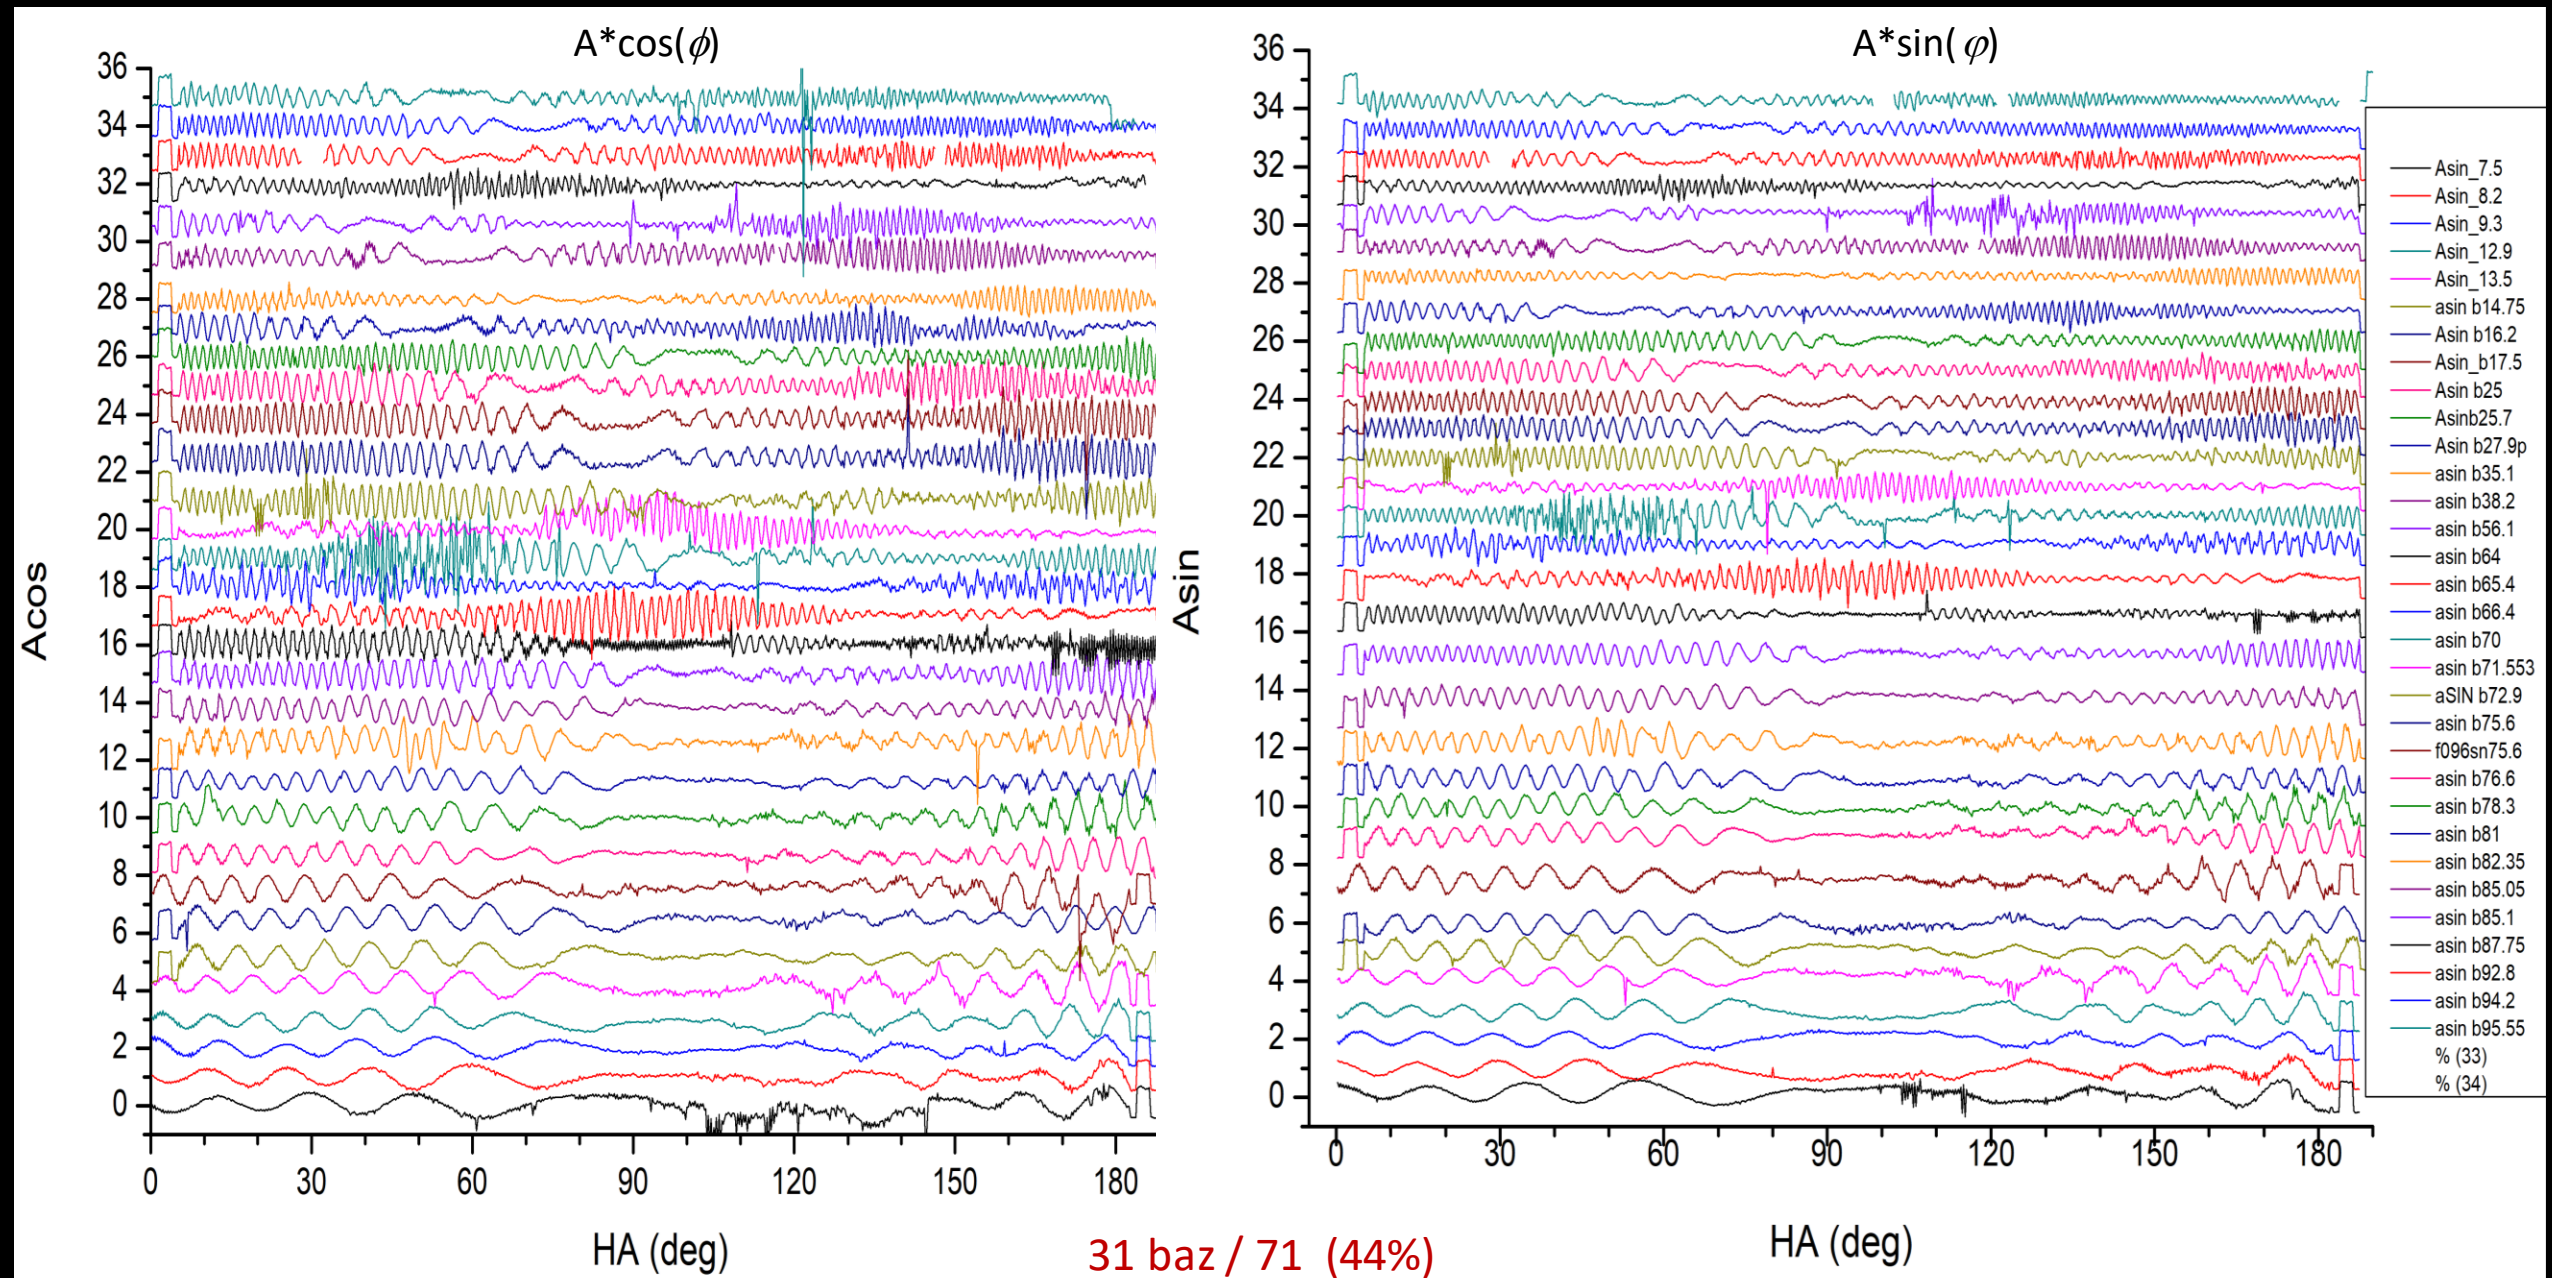 A*cos(ϕ)
36
34
32
30
28
26
24
22
20
18
16
14
12
10
8
6
4
2
0
Acos
0 30 60 90 120 150 180
HA (deg)
A*sin(φ)
36
34
32
30
28
26
24
22
20
18
16
14
12
10
8
6
4
2
0
Asin
0 30 60 90 120 150 180
HA (deg)
Asin_7.5
Asin_8.2
Asin_9.3
Asin_12.9
Asin_13.5
asin b14.75
Asin b16.2
Asin_b17.5
Asin b25
Asinb25.7
Asin b27.9p
asin b35.1
asin b38.2
asin b56.1
asin b64
asin b65.4
asin b66.4
asin b70
asin b71.553
aSIN b72.9
asin b75.6
f096sn75.6
asin b76.6
asin b78.3
asin b81
asin b82.35
asin b85.05
asin b85.1
asin b87.75
asin b92.8
asin b94.2
asin b95.55
% (33)
% (34)
31 baz / 71 (44%)